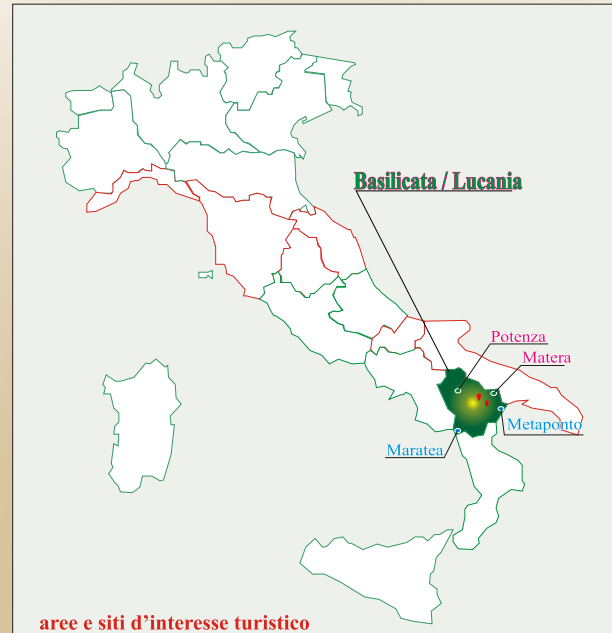 Basilicata / Lucania
Potenza
Matera
Metaponto
Maratea
aree e siti d'interesse turistico